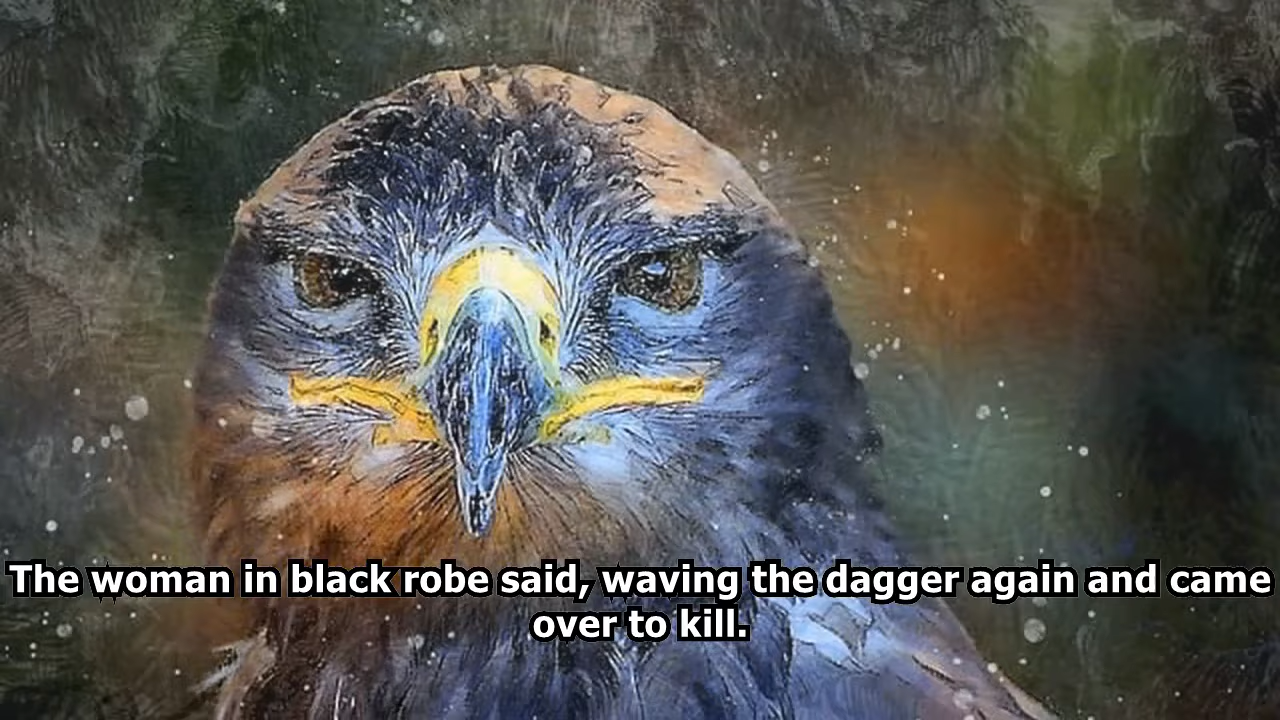 The woman in black robe said, waving the dagger again and came
over to kill.